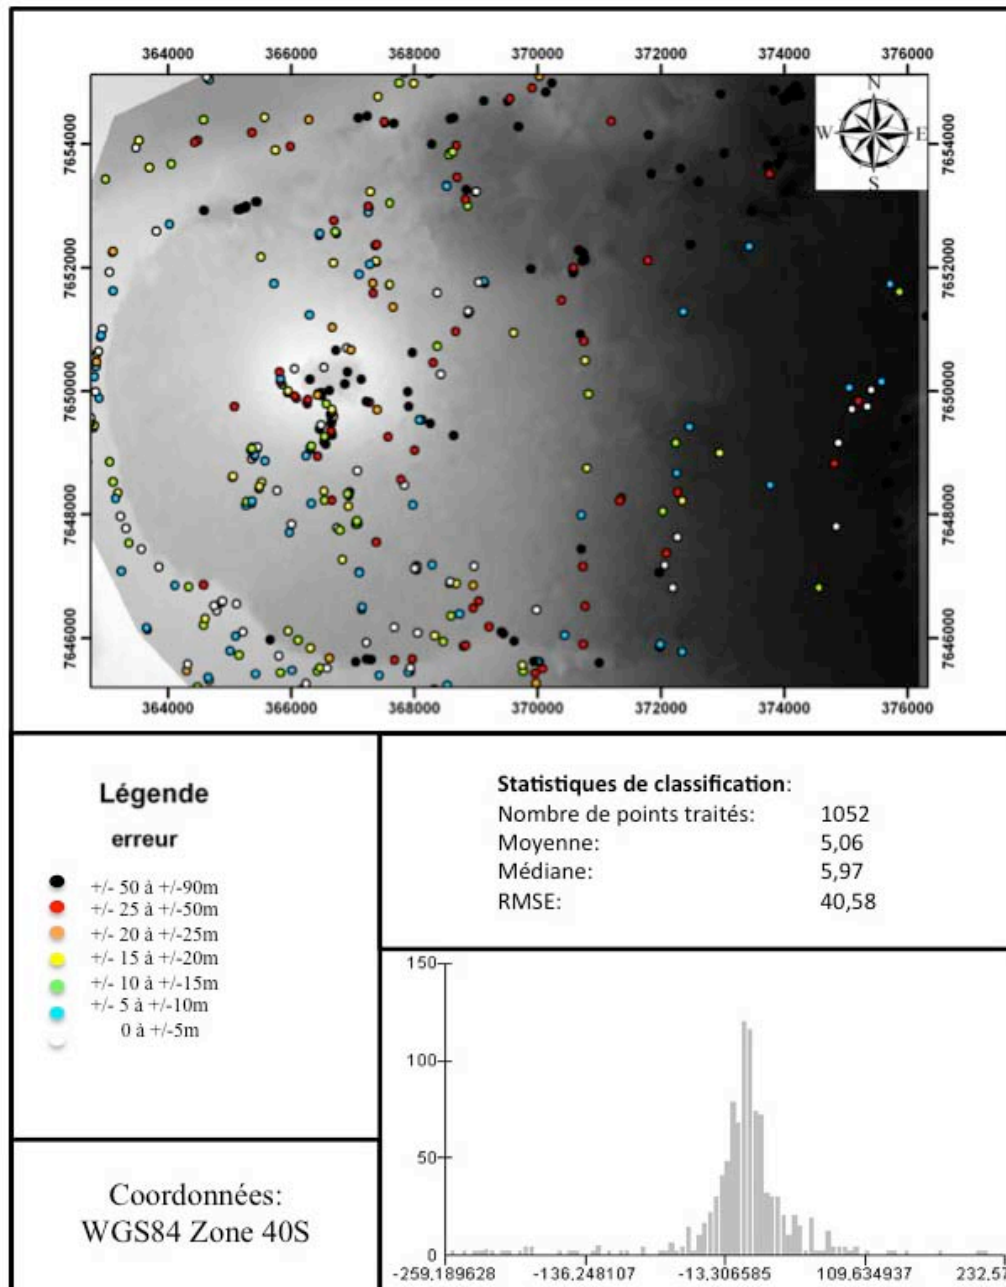 364000 366000 368000 370000 372000 374000 376000
N
W E
S
7654000 7654000
7652000 7652000
7650000 7650000
7648000 7648000
7646000 7646000
364000 366000 368000 370000 372000 374000 376000
Légende
erreur
+/- 50 à +/-90m
+/- 25 à +/-50m
+/- 20 à +/-25m
+/- 15 à +/-20m
+/- 10 à +/-15m
+/- 5 à +/-10m
0 à +/-5m
Statistiques de classification:
Nombre de points traités: 1052
Moyenne: 5,06
Médiane: 5,97
RMSE: 40,58
150
100
50
0
-259,189628 -136,248107 -13,306585 109,634937 232,57
Coordonnées:
WGS84 Zone 40S